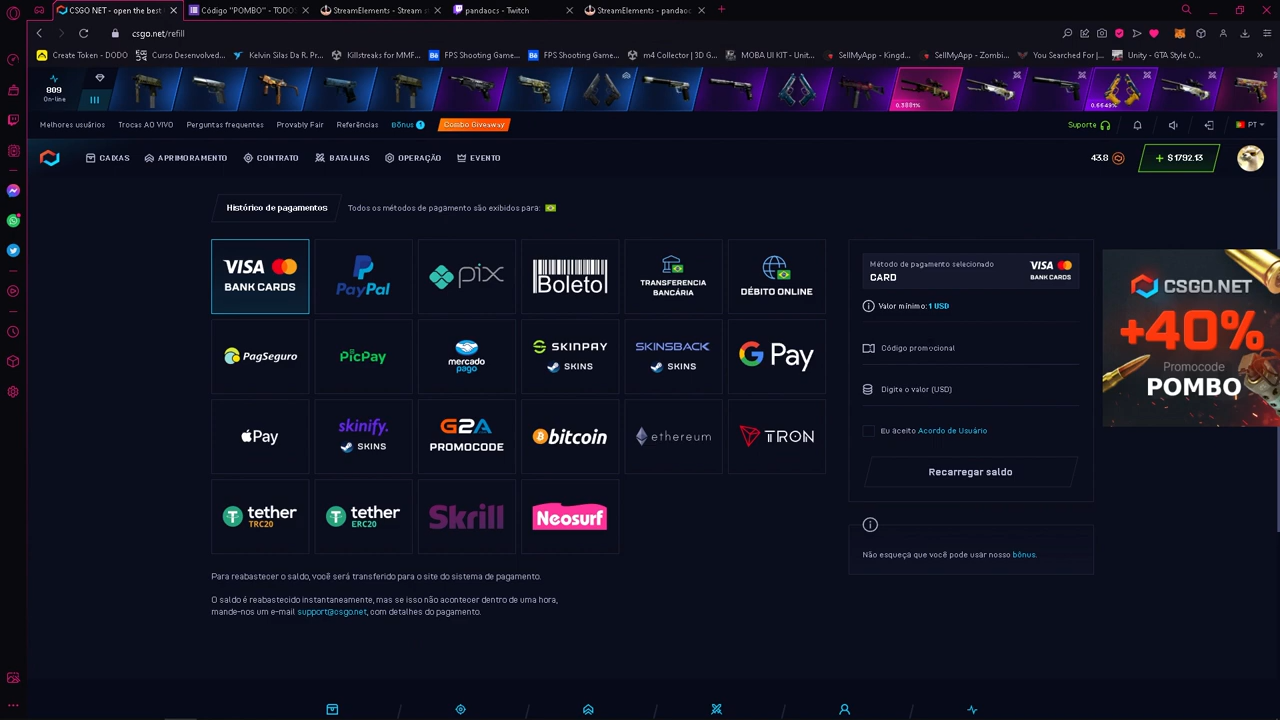 CSGO.NET - open the best
Código "POMBO" - TODOS
StreamElements - Stream s
pandaocs - Twitch
StreamElements - pandaoc
csgo.net/refill
Create Token - DODO
Curso Desenvolved...
Kelvin Silas Da R. Pr...
Killstreaks for MMF...
FPS Shooting Game...
FPS Shooting Game...
m4 Collector | 3D G...
MOBA UI KIT - Unit...
SellMyApp - Kingd...
SellMyApp - Zombi...
You Searched For |...
Unity - GTA Style O...
809
On-line
0.3881%
0.6649%
Melhores usuários
Trocas AO VIVO
Perguntas frequentes
Provably Fair
Referências
Bônus 1
Combo Giveaway
Suporte
PT
CAIXAS
APRIMORAMENTO
CONTRATO
BATALHAS
OPERAÇÃO
EVENTO
43.8
+ $ 1792.13
Histórico de pagamentos
Todos os métodos de pagamento são exibidos para:
VISA
BANK CARDS
PayPal
pix
Boleto
TRANSFERENCIA
BANCÁRIA
DÉBITO ONLINE
PagSeguro
PicPay
mercado
pago
SKINPAY
SKINS
SKINSBACK
SKINS
G Pay
Pay
skinify.
SKINS
G2A
PROMOCODE
bitcoin
ethereum
TRON
tether
TRC20
tether
ERC20
Skrill
Neosurf
Método de pagamento selecionado
CARD
VISA
BANK CARDS
Valor mínimo: 1 USD
Código promocional
Digite o valor (USD)
Eu aceito Acordo de Usuário
Recarregar saldo
Não esqueça que você pode usar nosso bônus.
CSGO.NET
+40%
Promocode
POMBO
Para reabastecer o saldo, você será transferido para o site do sistema de pagamento.
O saldo é reabastecido instantaneamente, mas se isso não acontecer dentro de uma hora,
mande-nos um e-mail support@csgo.net, com detalhes do pagamento.